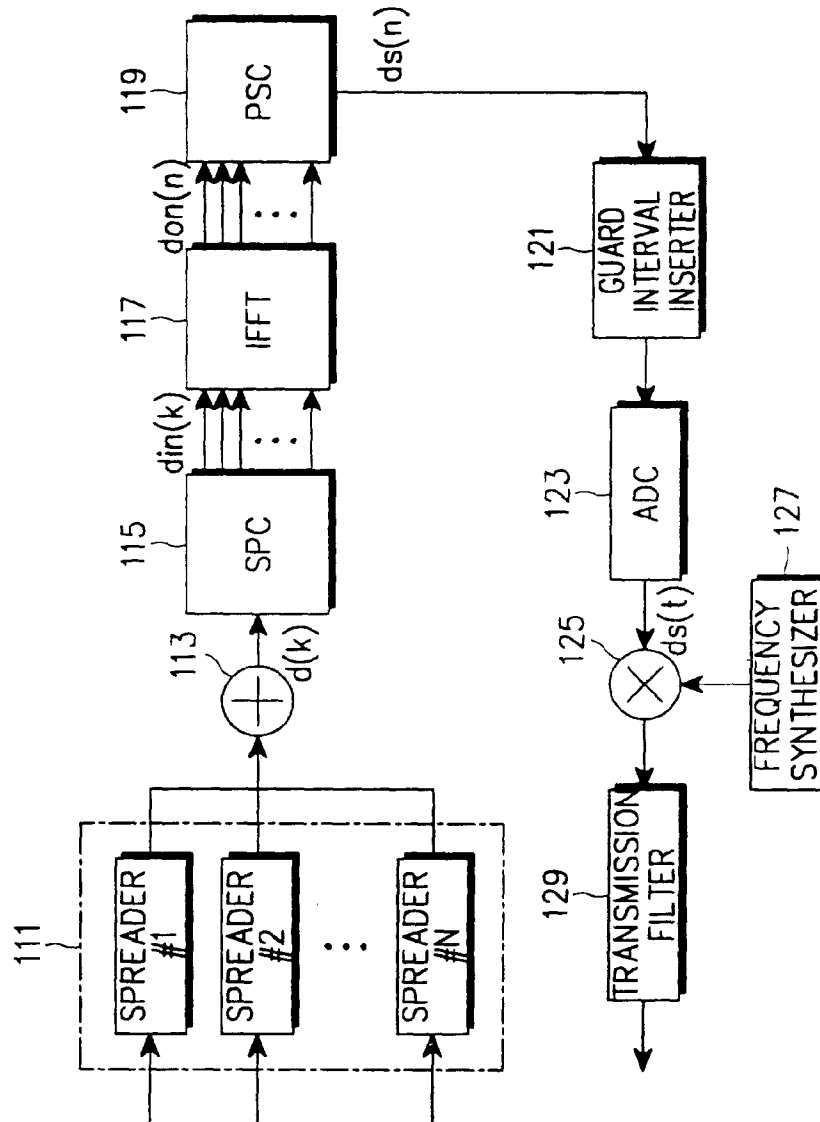 111
SPREADER
#1
SPREADER
#2
...
SPREADER
#N
113
d(k)
115
SPC
din(k)
...
117
IFFT
don(n)
...
119
PSC
ds(n)
121
GUARD
INTERVAL
INSERTER
123
ADC
ds(t)
125
127
FREQUENCY
SYNTHESIZER
129
TRANSMISSION
FILTER